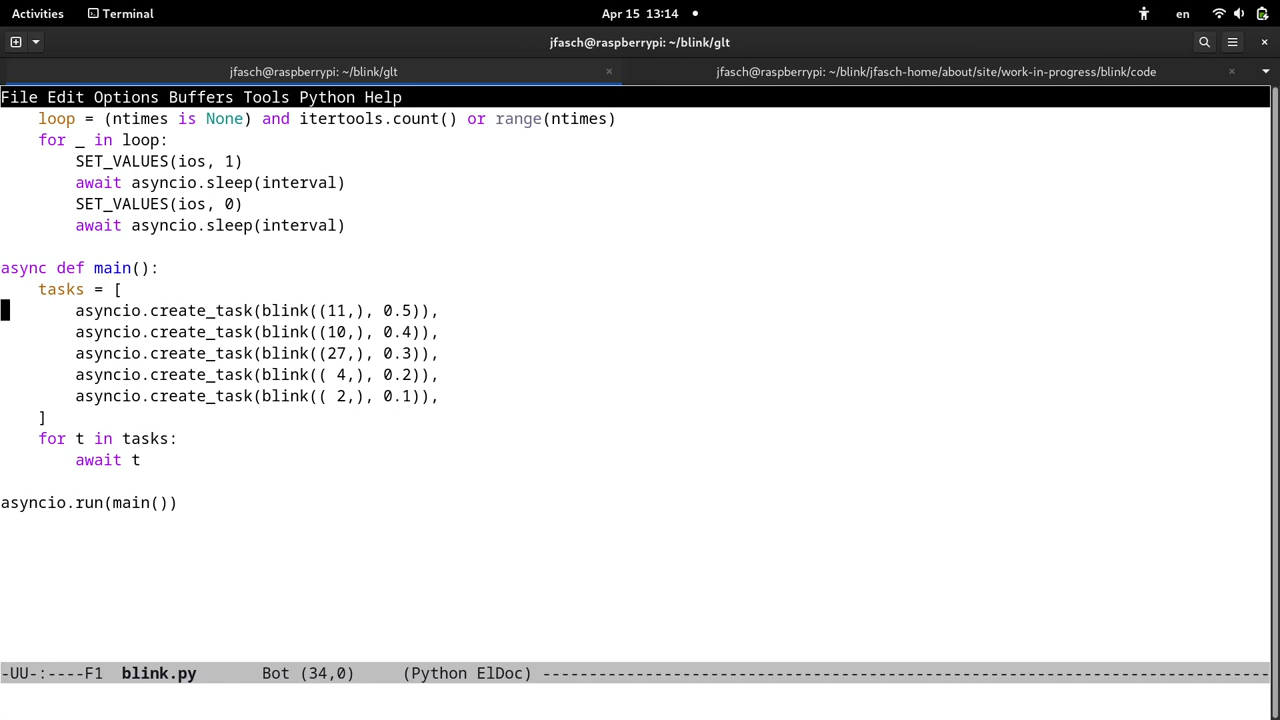 Activities Terminal Apr 15 13:14 en
jfasch@raspberrypi: ~/blink/glt
jfasch@raspberrypi: ~/blink/glt × jfasch@raspberrypi: ~/blink/jfasch-home/about/site/work-in-progress/blink/code ×
File Edit Options Buffers Tools Python Help
    loop = (ntimes is None) and itertools.count() or range(ntimes)
    for _ in loop:
        SET_VALUES(ios, 1)
        await asyncio.sleep(interval)
        SET_VALUES(ios, 0)
        await asyncio.sleep(interval)
async def main():
    tasks = [
        asyncio.create_task(blink((11,), 0.5)),
        asyncio.create_task(blink((10,), 0.4)),
        asyncio.create_task(blink((27,), 0.3)),
        asyncio.create_task(blink(( 4,), 0.2)),
        asyncio.create_task(blink(( 2,), 0.1)),
    ]
    for t in tasks:
        await t
asyncio.run(main())
-UU-:----F1  blink.py       Bot (34,0)     (Python ElDoc) ------------------------------------------------------------------------------